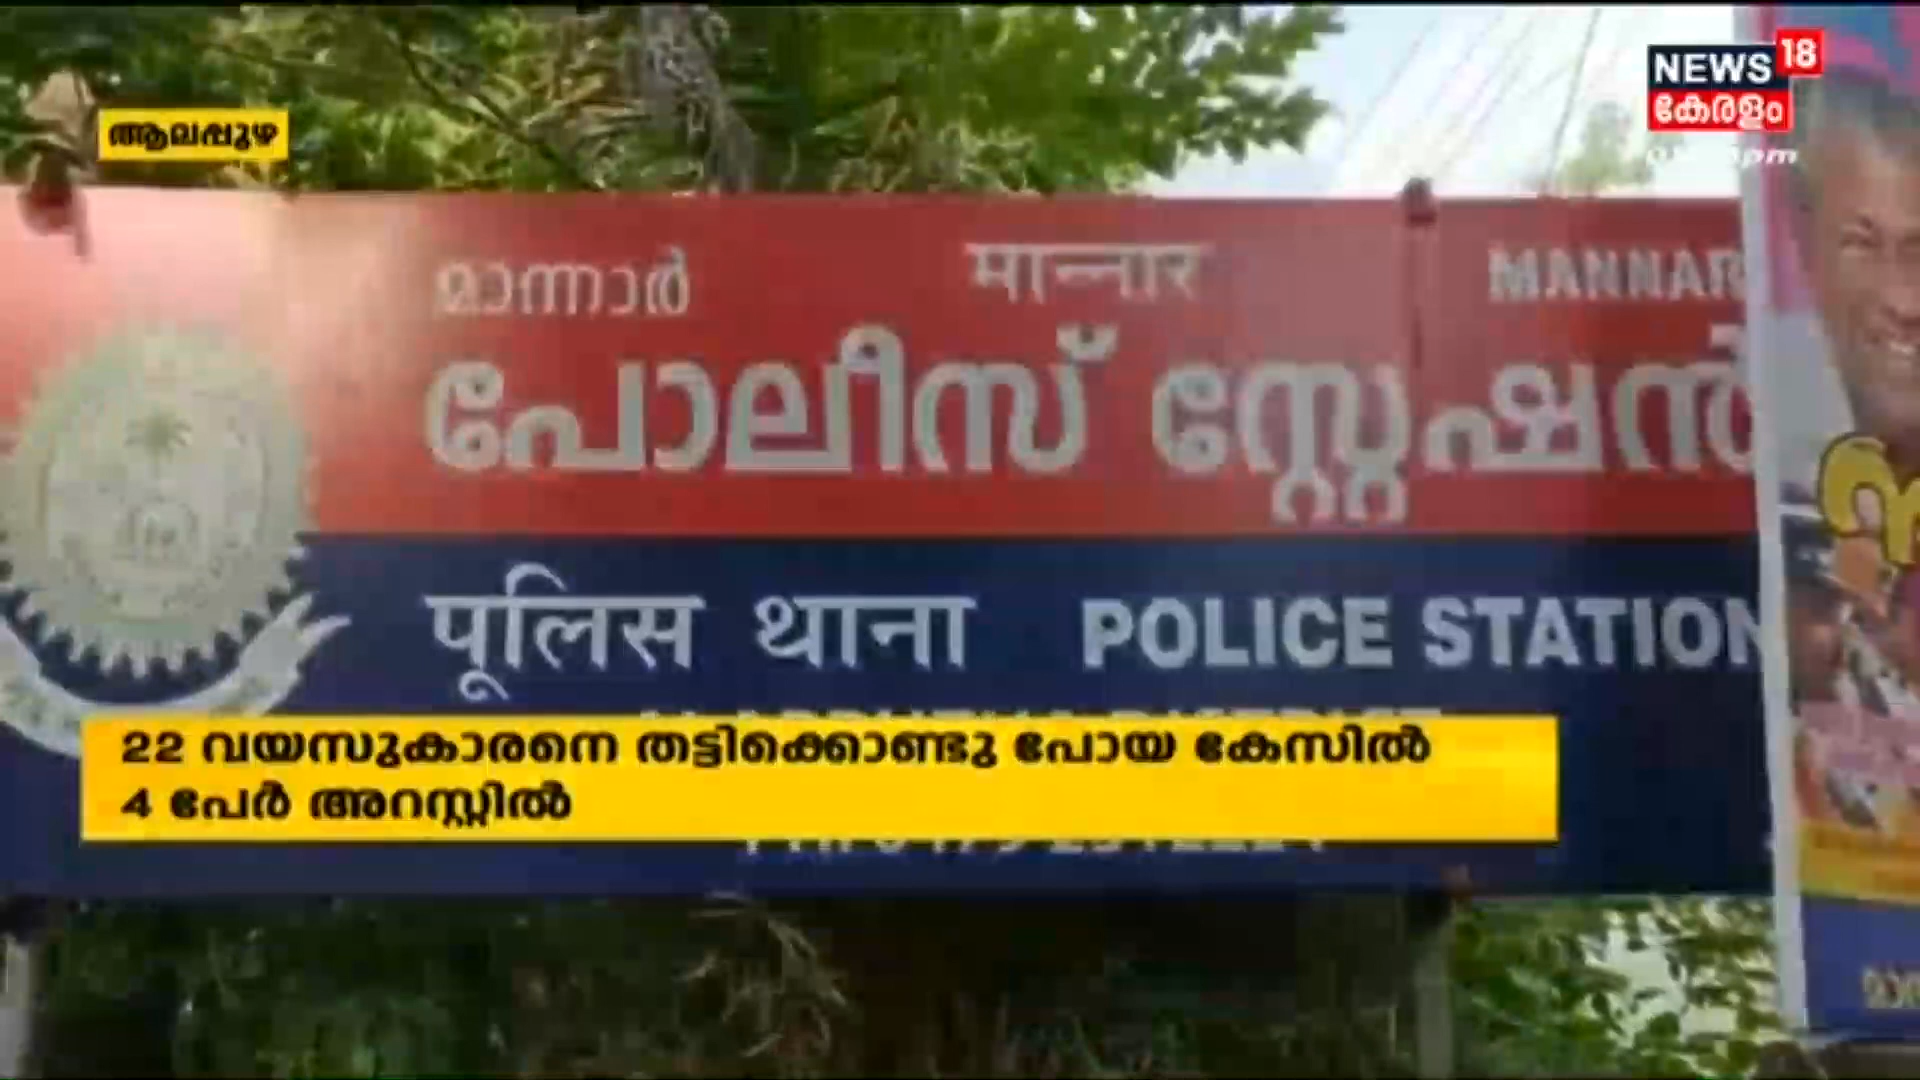 ആലപ്പുഴ
NEWS 18
കേരളം
മാന്നാർ मान्नार MANNAR
പോലീസ് സ്റ്റേഷൻ
पुलिस थाना POLICE STATION
22 വയസുകാരനെ തട്ടിക്കൊണ്ടു പോയ കേസിൽ
4 പേർ അറസ്റ്റിൽ